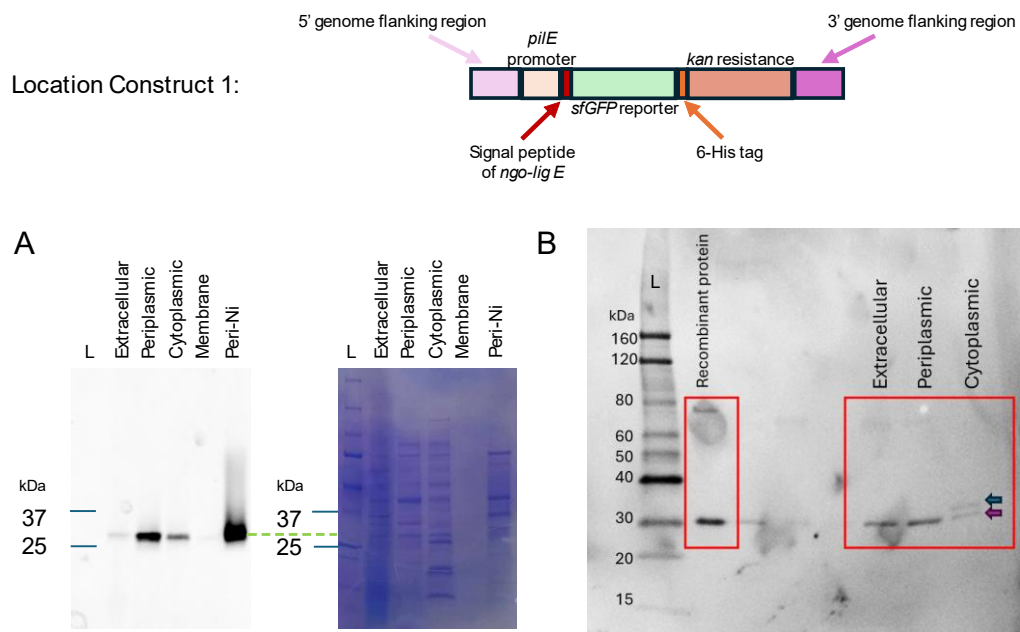 5' genome flanking region
3' genome flanking region
pilE
promoter
kan resistance
Location Construct 1:
sfGFP reporter
Signal peptide
of ngo-lig E
6-His tag
A
L
Extracellular
Periplasmic
Cytoplasmic
Membrane
Peri-Ni
kDa
37
25
L
Extracellular
Periplasmic
Cytoplasmic
Membrane
Peri-Ni
kDa
37
25
B
L
kDa
160
120
80
60
50
40
30
20
15
Recombinant protein
Extracellular
Periplasmic
Cytoplasmic